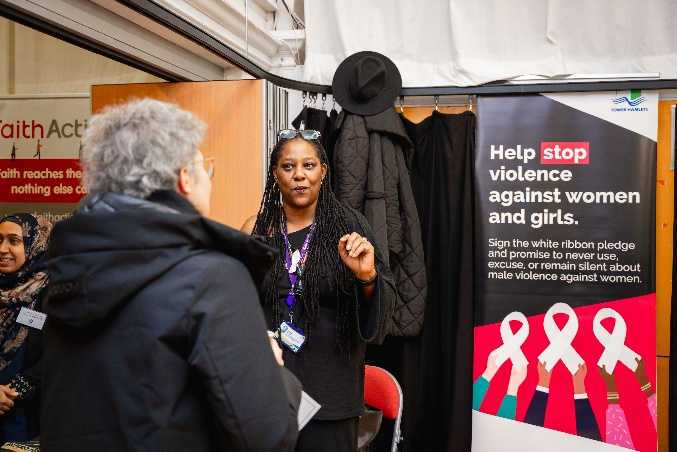 FaithActi
Faith reaches the
nothing else ca
TOWER HAMLETS
Help stop
violence
against women
and girls.
Sign the white ribbon pledge
and promise to never use,
excuse, or remain silent about
male violence against women.